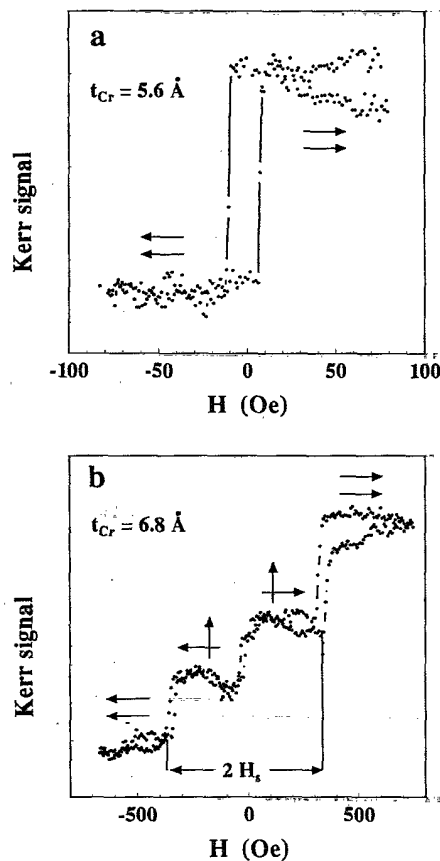 a
t_Cr = 5.6 Å
Kerr signal
-100 -50 0 50 100
H (Oe)
b
t_Cr = 6.8 Å
Kerr signal
2 H_s
-500 0 500
H (Oe)